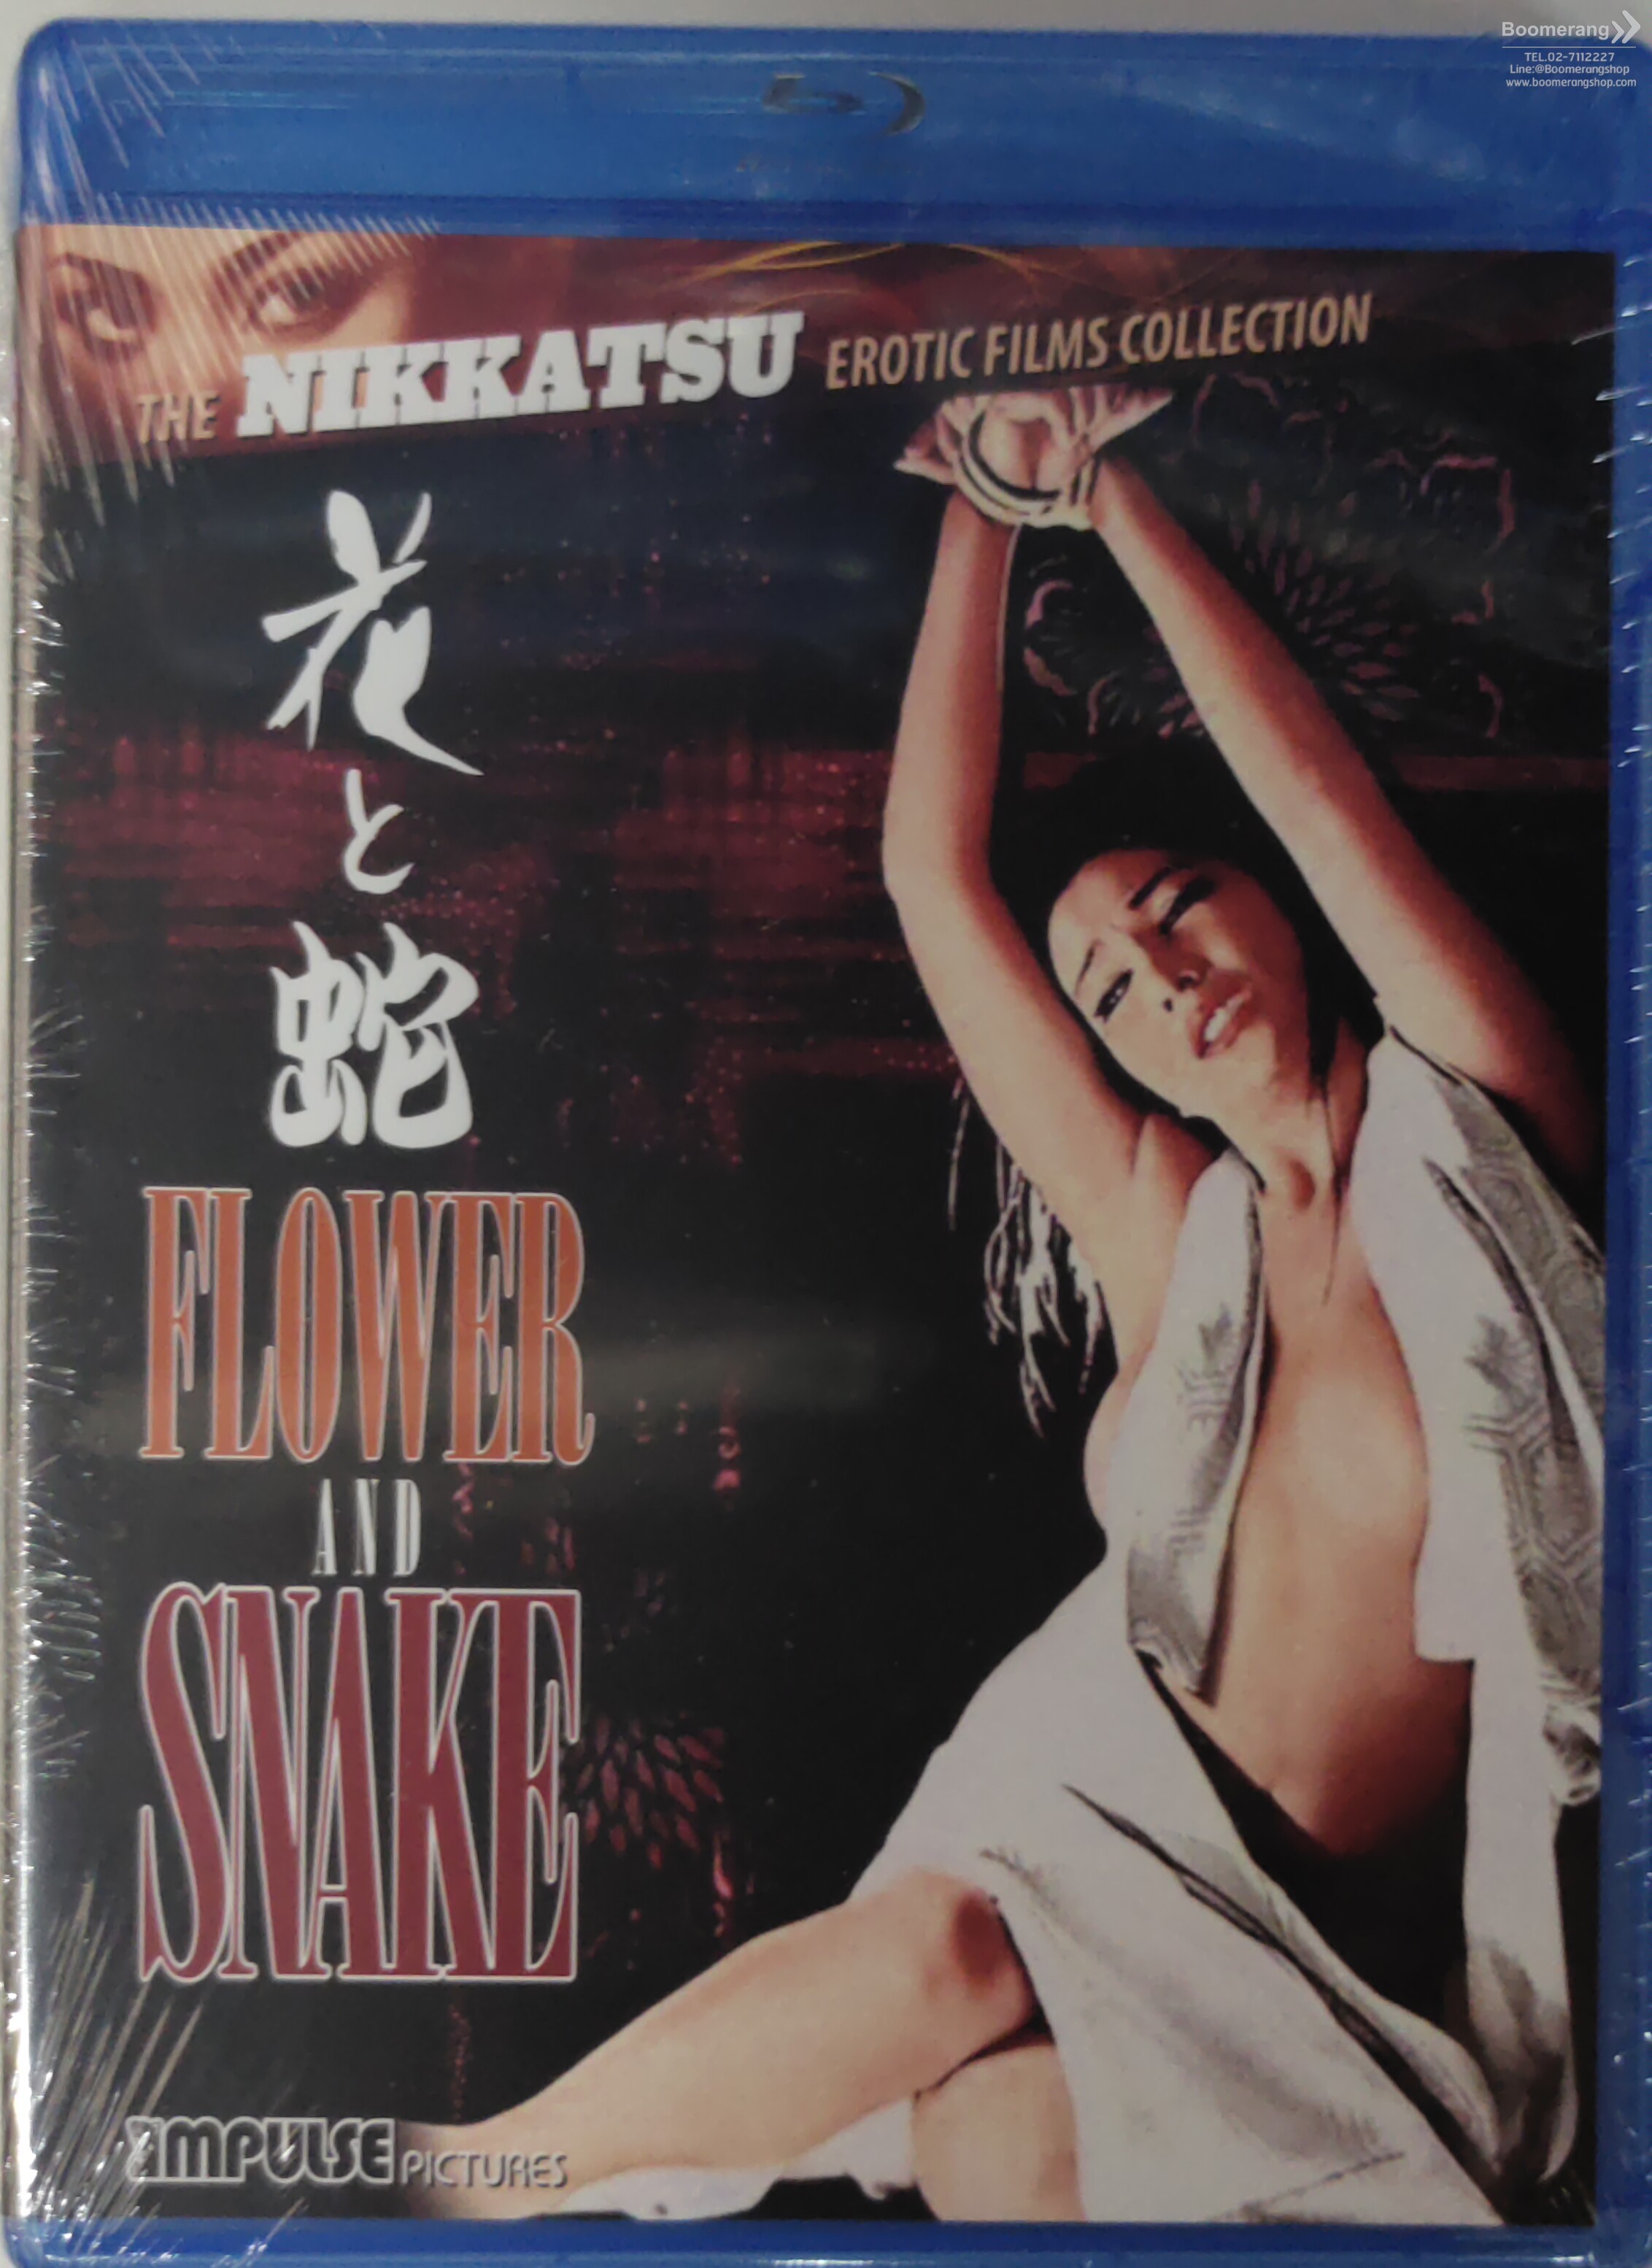 Boomerang
TEL.02-7112227
Line:@Boomerangshop
www.boomerangshop.com
THE NIKKATSU EROTIC FILMS COLLECTION
花と蛇
FLOWER
AND
SNAKE
IMPULSE PICTURES